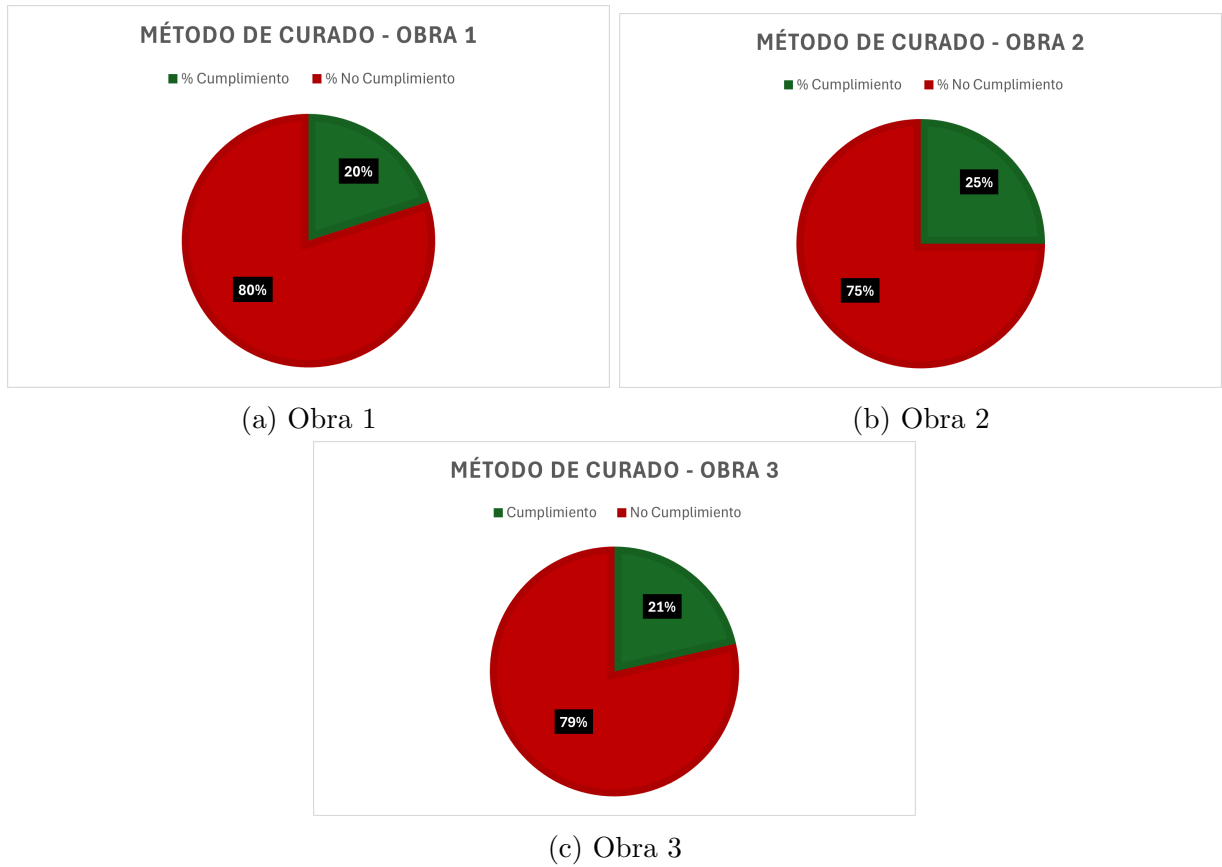 MÉTODO DE CURADO - OBRA 1
% Cumplimiento % No Cumplimiento
20%
80%
(a) Obra 1
MÉTODO DE CURADO - OBRA 2
% Cumplimiento % No Cumplimiento
25%
75%
(b) Obra 2
MÉTODO DE CURADO - OBRA 3
Cumplimiento No Cumplimiento
21%
79%
(c) Obra 3